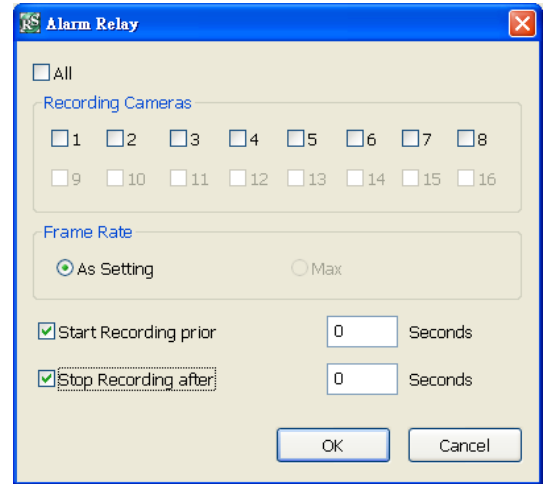 RS Alarm Relay
All
Recording Cameras
1 2 3 4 5 6 7 8
9 10 11 12 13 14 15 16
Frame Rate
As Setting Max
Start Recording prior 0 Seconds
Stop Recording after 0 Seconds
OK Cancel